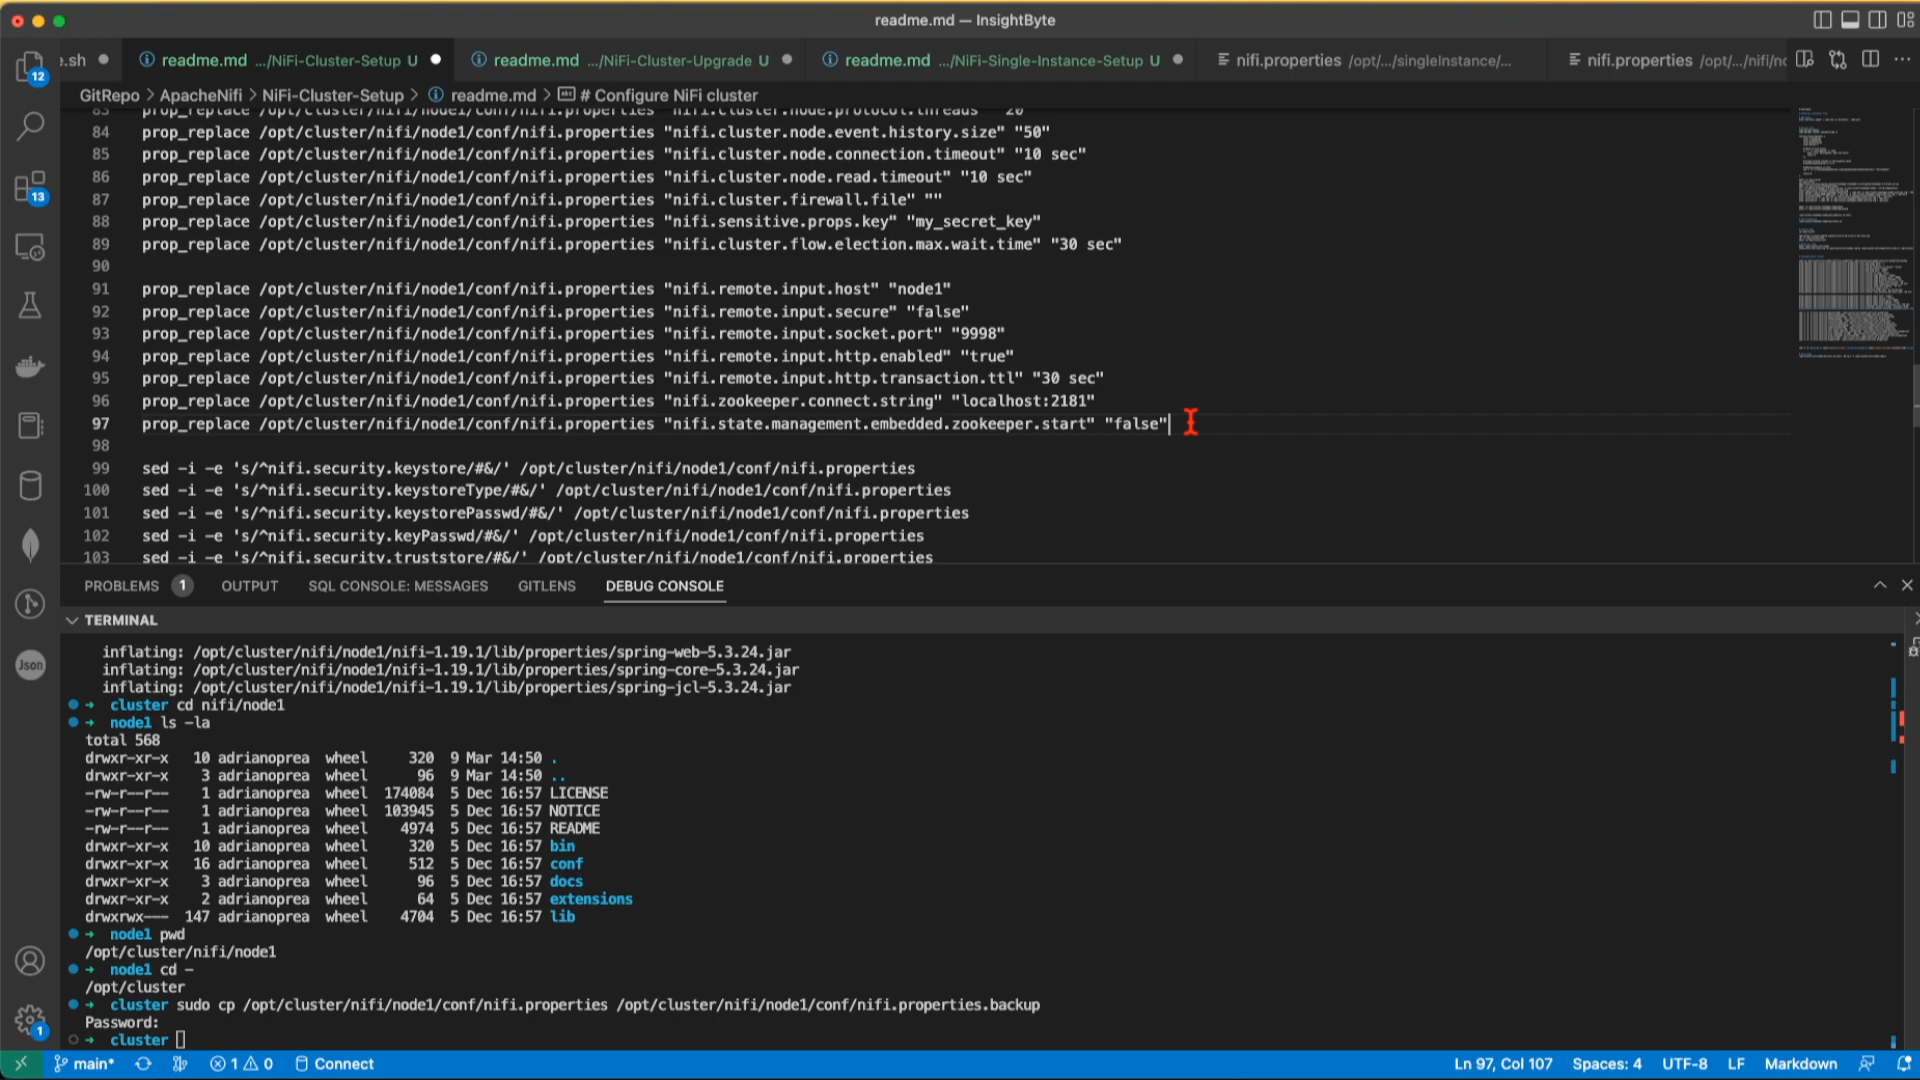 readme.md — InsightByte
e.sh
readme.md .../NiFi-Cluster-Setup U
readme.md .../NiFi-Cluster-Upgrade U
readme.md .../NiFi-Single-Instance-Setup U
nifi.properties /opt/.../singleInstance/...
nifi.properties /opt/.../nifi/no
GitRepo > ApacheNifi > NiFi-Cluster-Setup > readme.md > # Configure NiFi cluster
83 prop_replace /opt/cluster/nifi/node1/conf/nifi.properties "nifi.cluster.node.protocol.threads" "20"
84 prop_replace /opt/cluster/nifi/node1/conf/nifi.properties "nifi.cluster.node.event.history.size" "50"
85 prop_replace /opt/cluster/nifi/node1/conf/nifi.properties "nifi.cluster.node.connection.timeout" "10 sec"
86 prop_replace /opt/cluster/nifi/node1/conf/nifi.properties "nifi.cluster.node.read.timeout" "10 sec"
87 prop_replace /opt/cluster/nifi/node1/conf/nifi.properties "nifi.cluster.firewall.file" ""
88 prop_replace /opt/cluster/nifi/node1/conf/nifi.properties "nifi.sensitive.props.key" "my_secret_key"
89 prop_replace /opt/cluster/nifi/node1/conf/nifi.properties "nifi.cluster.flow.election.max.wait.time" "30 sec"
90
91 prop_replace /opt/cluster/nifi/node1/conf/nifi.properties "nifi.remote.input.host" "node1"
92 prop_replace /opt/cluster/nifi/node1/conf/nifi.properties "nifi.remote.input.secure" "false"
93 prop_replace /opt/cluster/nifi/node1/conf/nifi.properties "nifi.remote.input.socket.port" "9998"
94 prop_replace /opt/cluster/nifi/node1/conf/nifi.properties "nifi.remote.input.http.enabled" "true"
95 prop_replace /opt/cluster/nifi/node1/conf/nifi.properties "nifi.remote.input.http.transaction.ttl" "30 sec"
96 prop_replace /opt/cluster/nifi/node1/conf/nifi.properties "nifi.zookeeper.connect.string" "localhost:2181"
97 prop_replace /opt/cluster/nifi/node1/conf/nifi.properties "nifi.state.management.embedded.zookeeper.start" "false"
98
99 sed -i -e 's/^nifi.security.keystore/#&/' /opt/cluster/nifi/node1/conf/nifi.properties
100 sed -i -e 's/^nifi.security.keystoreType/#&/' /opt/cluster/nifi/node1/conf/nifi.properties
101 sed -i -e 's/^nifi.security.keystorePasswd/#&/' /opt/cluster/nifi/node1/conf/nifi.properties
102 sed -i -e 's/^nifi.security.keyPasswd/#&/' /opt/cluster/nifi/node1/conf/nifi.properties
103 sed -i -e 's/^nifi.security.truststore/#&/' /opt/cluster/nifi/node1/conf/nifi.properties
PROBLEMS 1 OUTPUT SQL CONSOLE: MESSAGES GITLENS DEBUG CONSOLE
TERMINAL
inflating: /opt/cluster/nifi/node1/nifi-1.19.1/lib/properties/spring-web-5.3.24.jar
inflating: /opt/cluster/nifi/node1/nifi-1.19.1/lib/properties/spring-core-5.3.24.jar
inflating: /opt/cluster/nifi/node1/nifi-1.19.1/lib/properties/spring-jcl-5.3.24.jar
→ cluster cd nifi/node1
→ node1 ls -la
total 568
drwxr-xr-x 10 adrianoprea wheel 320 9 Mar 14:50 .
drwxr-xr-x 3 adrianoprea wheel 96 9 Mar 14:50 ..
-rw-r--r-- 1 adrianoprea wheel 174084 5 Dec 16:57 LICENSE
-rw-r--r-- 1 adrianoprea wheel 103945 5 Dec 16:57 NOTICE
-rw-r--r-- 1 adrianoprea wheel 4974 5 Dec 16:57 README
drwxr-xr-x 10 adrianoprea wheel 320 5 Dec 16:57 bin
drwxr-xr-x 16 adrianoprea wheel 512 5 Dec 16:57 conf
drwxr-xr-x 3 adrianoprea wheel 96 5 Dec 16:57 docs
drwxr-xr-x 2 adrianoprea wheel 64 5 Dec 16:57 extensions
drwxrwx--- 147 adrianoprea wheel 4704 5 Dec 16:57 lib
→ node1 pwd
/opt/cluster/nifi/node1
→ node1 cd -
/opt/cluster
→ cluster sudo cp /opt/cluster/nifi/node1/conf/nifi.properties /opt/cluster/nifi/node1/conf/nifi.properties.backup
Password:
→ cluster
12
13
Json
1
main* 1 0 Connect
Ln 97, Col 107 Spaces: 4 UTF-8 LF Markdown